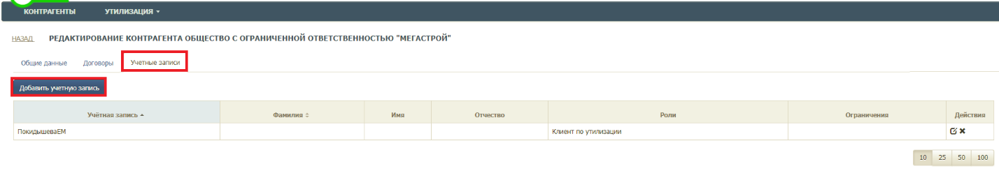 КОНТРАГЕНТЫ УТИЛИЗАЦИЯ
НАЗАД РЕДАКТИРОВАНИЕ КОНТРАГЕНТА ОБЩЕСТВО С ОГРАНИЧЕННОЙ ОТВЕТСТВЕННОСТЬЮ "МЕГАСТРОЙ"
Общие данные Договоры Учетные записи
Добавить учетную запись
Учётная запись Фамилия Имя Отчество Роли Ограничения Действия
ПокидышеваЕМ Клиент по утилизации
10 25 50 100